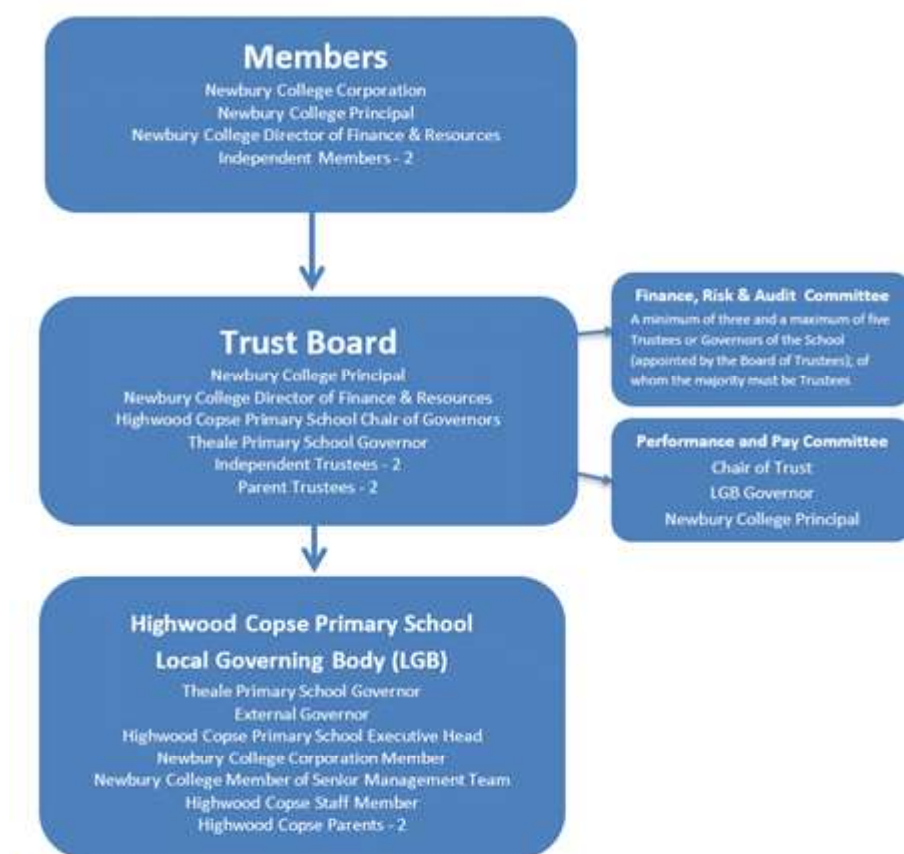 Members
Newbury College Corporation
Newbury College Principal
Newbury College Director of Finance & Resources
Independent Members - 2
Trust Board
Newbury College Principal
Newbury College Director of Finance & Resources
Highwood Copse Primary School Chair of Governors
Theale Primary School Governor
Independent Trustees - 2
Parent Trustees - 2
Finance, Risk & Audit Committee
A minimum of three and a maximum of five
Trustees or Governors of the School
(appointed by the Board of Trustees); of
whom the majority must be Trustees
Performance and Pay Committee
Chair of Trust
LGB Governor
Newbury College Principal
Highwood Copse Primary School
Local Governing Body (LGB)
Theale Primary School Governor
External Governor
Highwood Copse Primary School Executive Head
Newbury College Corporation Member
Newbury College Member of Senior Management Team
Highwood Copse Staff Member
Highwood Copse Parents - 2